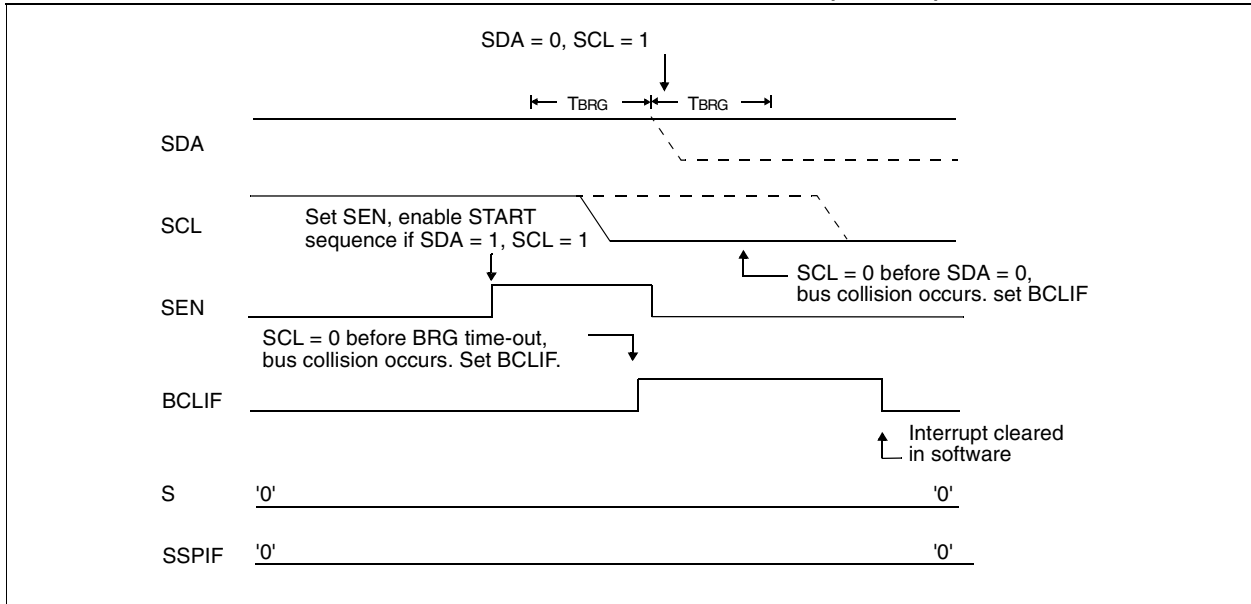 SDA = 0, SCL = 1
TBRG TBRG
SDA
SCL
Set SEN, enable START
sequence if SDA = 1, SCL = 1
SCL = 0 before SDA = 0,
bus collision occurs. set BCLIF
SEN
SCL = 0 before BRG time-out,
bus collision occurs. Set BCLIF.
BCLIF
Interrupt cleared
in software
S '0' '0'
SSPIF '0' '0'